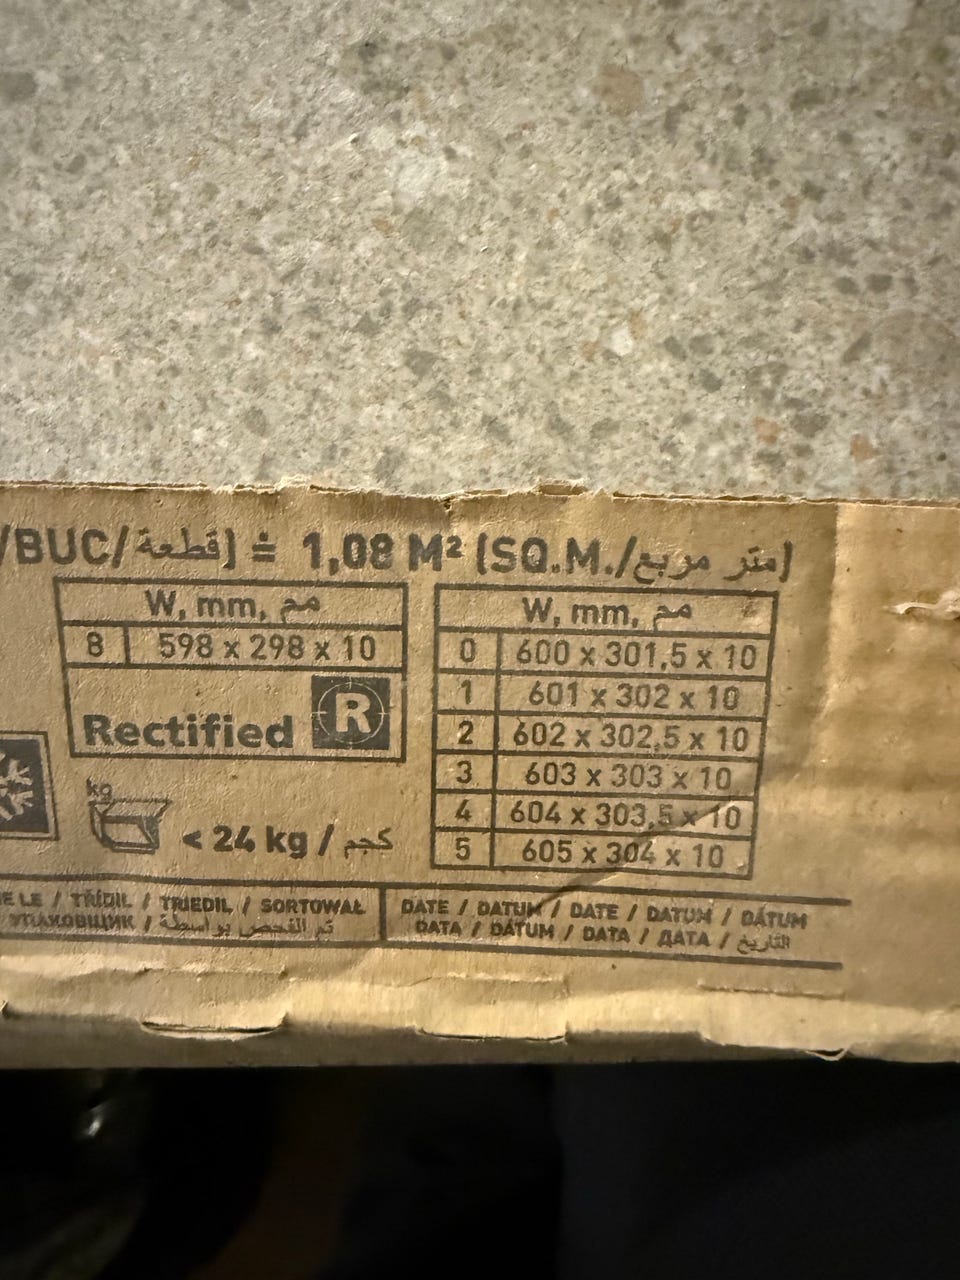 /BUC/قطعة) ≐ 1,08 M² (SQ.M./متر مربع)
W, mm, مم
8 598 x 298 x 10
Rectified R
kg
< 24 kg / كجم
W, mm, مم
0 600 x 301,5 x 10
1 601 x 302 x 10
2 602 x 302,5 x 10
3 603 x 303 x 10
4 604 x 303,5 x 10
5 605 x 304 x 10
LE / TŘÍDIL / TRIEDIL / SORTOWAŁ
УПАКОВЩИК / تم الفحص بواسطة
DATE / DATUM / DATE / DATUM / DÁTUM
DATA / DÁTUM / DATA / ДАТА / التاريخ